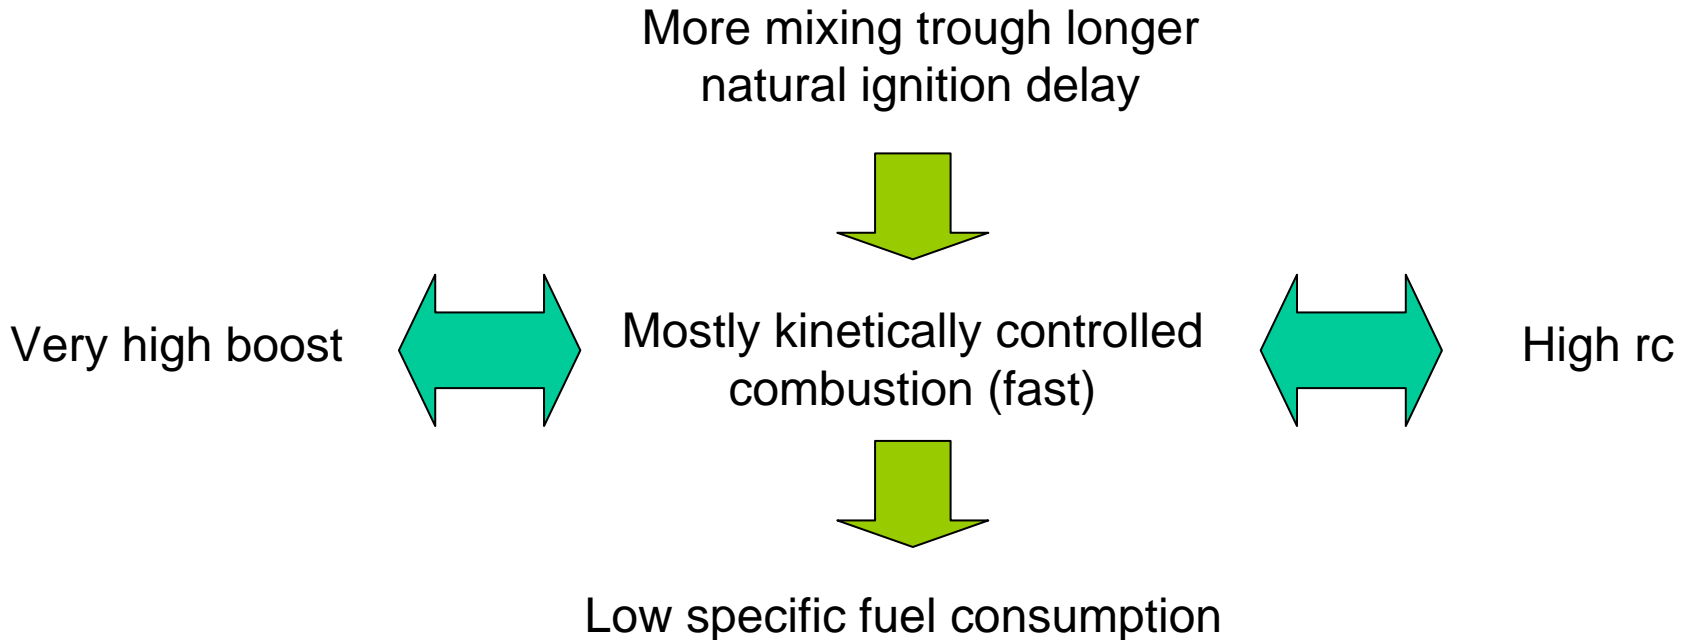 More mixing trough longer
natural ignition delay
Very high boost
Mostly kinetically controlled
combustion (fast)
High rc
Low specific fuel consumption